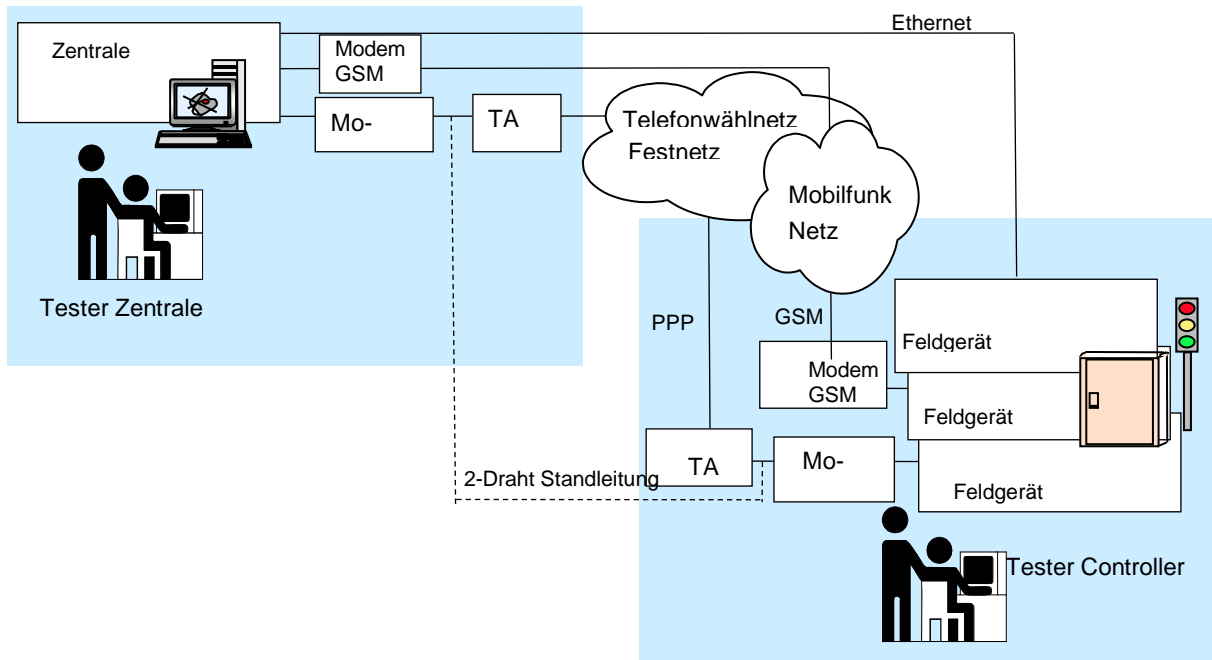 Ethernet
Zentrale
Modem
GSM
Mo-
TA
Telefonwählnetz
Festnetz
Mobilfunk
Netz
Tester Zentrale
PPP
GSM
Feldgerät
Modem
GSM
Feldgerät
TA
Mo-
2-Draht Standleitung
Feldgerät
Tester Controller